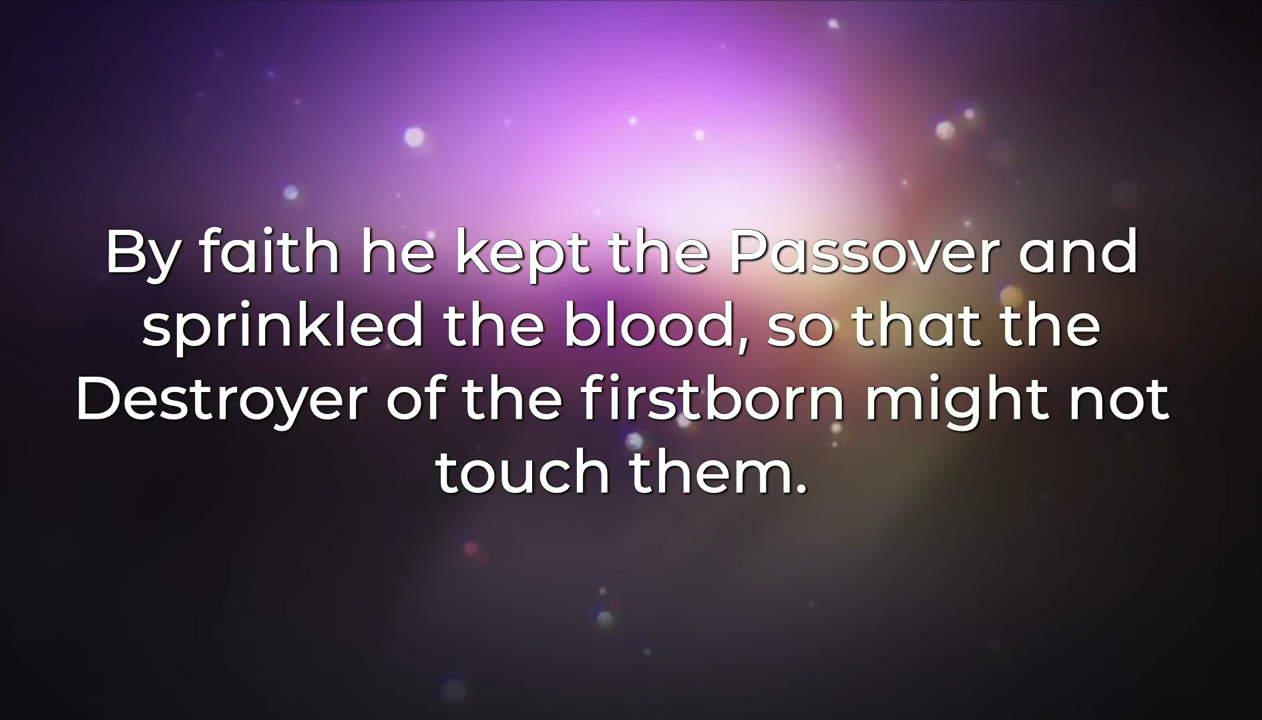 By faith he kept the Passover and
sprinkled the blood, so that the
Destroyer of the firstborn might not
touch them.